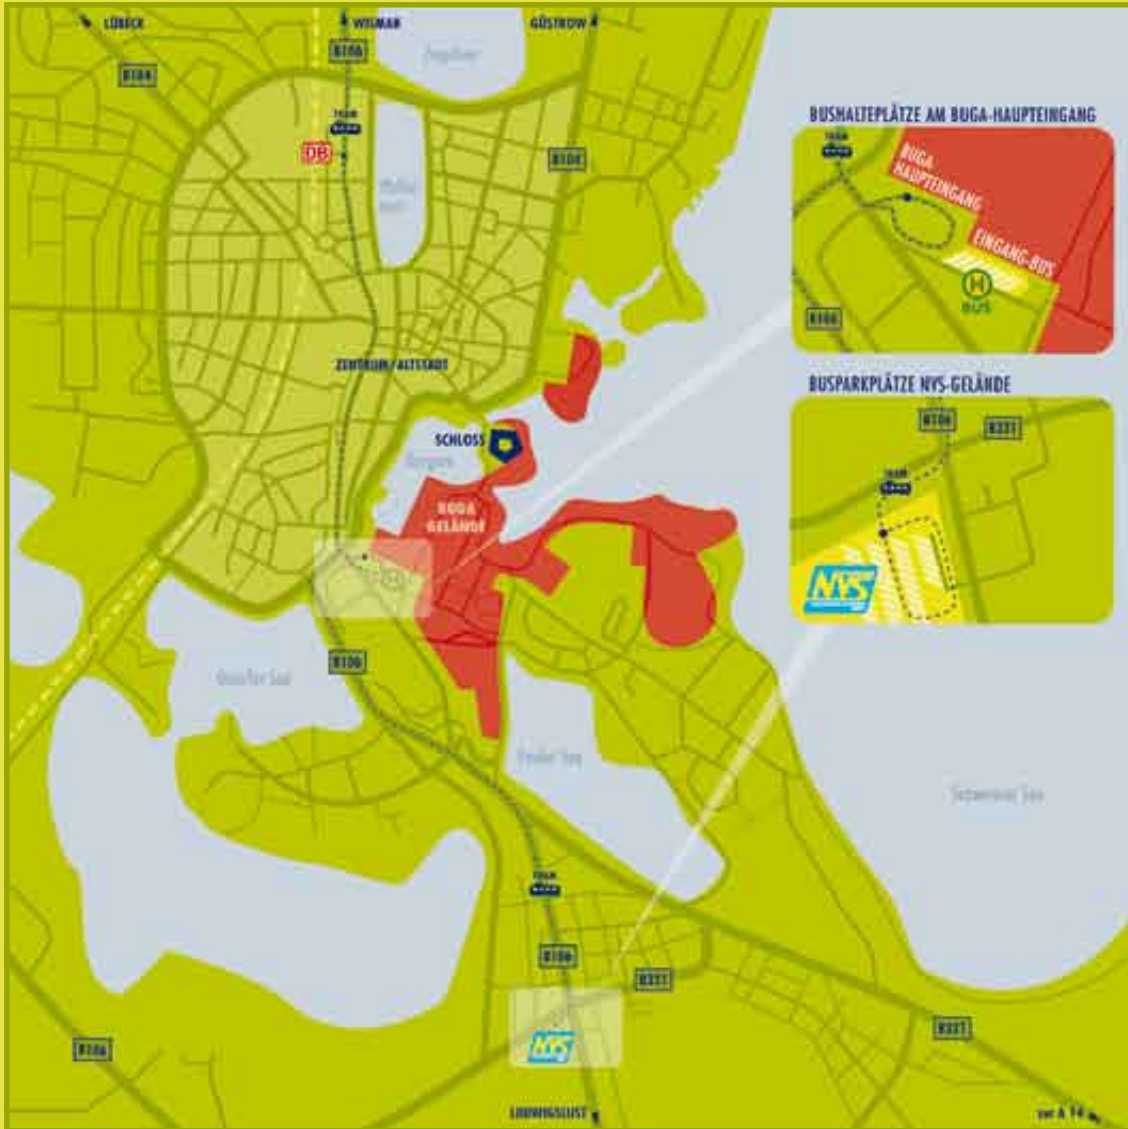 LÜBECK
WISMAR
GÜSTROW
B106
B104
TRAM
DB
B104
ZENTRUM/ALTSTADT
SCHLOSS
BUGA
GELÄNDE
B106
Schweriner See
TRAM
B106
B321
NVS
B106
B321
LUDWIGSLUST
zur A 14
BUSHALTEPLÄTZE AM BUGA-HAUPTEINGANG
TRAM
BUGA
HAUPTEINGANG
EINGANG-BUS
H
BUS
B106
BUSPARKPLÄTZE NVS-GELÄNDE
B106
B321
TRAM
NVS